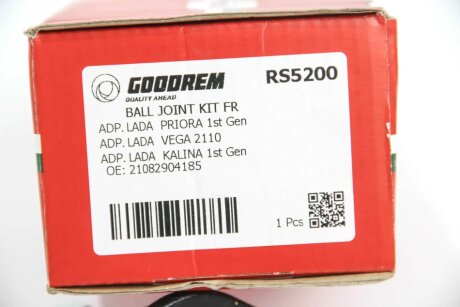 GOODREM
RS5200
QUALITY AHEAD
BALL JOINT KIT FR
ADP. LADA PRIORA 1st Gen
ADP. LADA VEGA 2110
ADP. LADA KALINA 1st Gen
OE: 21082904185
1 Pcs